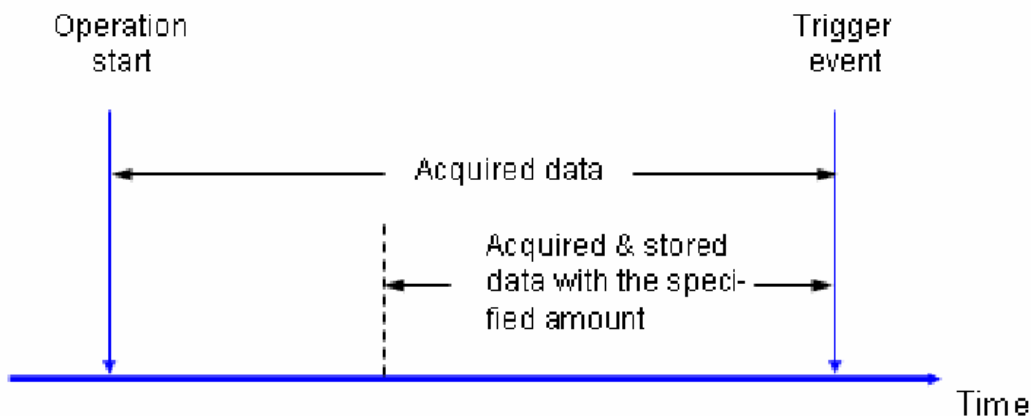 Operation
start
Trigger
event
Acquired data
Acquired & stored
data with the speci-
fied amount
Time